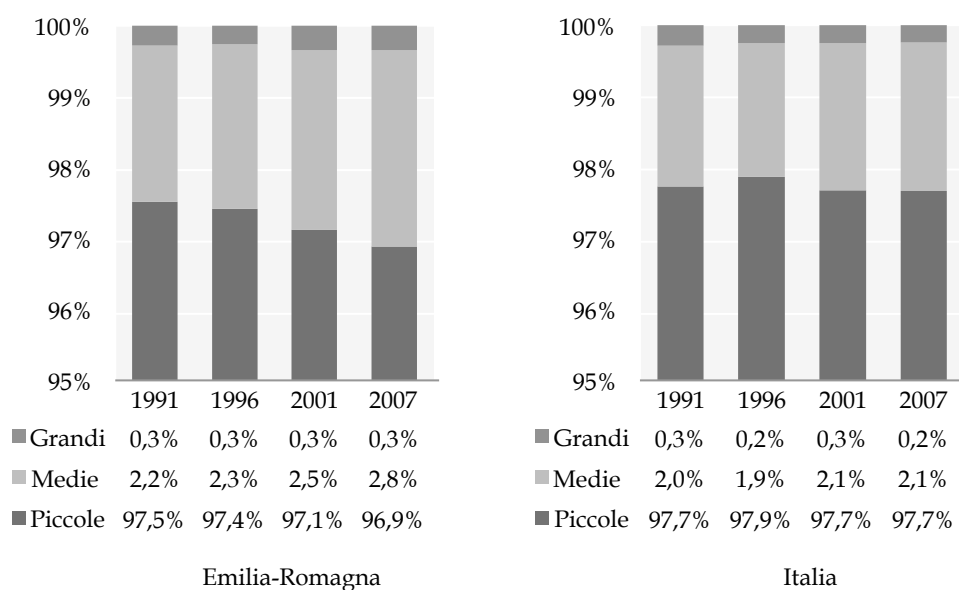 100%
99%
98%
97%
96%
95%
1991 1996 2001 2007
Grandi 0,3% 0,3% 0,3% 0,3%
Medie 2,2% 2,3% 2,5% 2,8%
Piccole 97,5% 97,4% 97,1% 96,9%
Emilia-Romagna
100%
99%
98%
97%
96%
95%
1991 1996 2001 2007
Grandi 0,3% 0,2% 0,3% 0,2%
Medie 2,0% 1,9% 2,1% 2,1%
Piccole 97,7% 97,9% 97,7% 97,7%
Italia